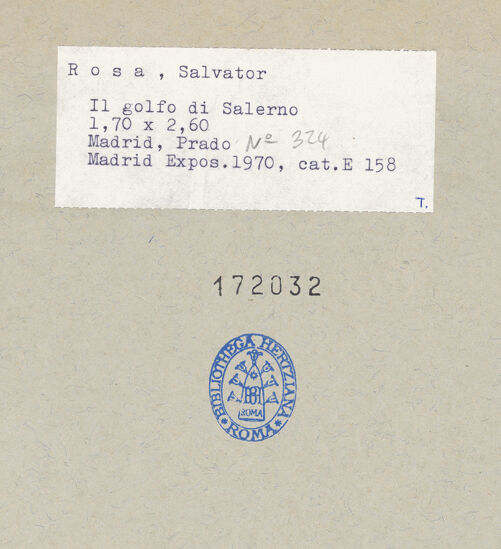 R o s a , Salvator
Il golfo di Salerno
1,70 x 2,60
Madrid, Prado Nº 324
Madrid Expos.1970, cat.E 158
T.
172032
BIBLIOTHECA HERTZIANA
ROMA
* ROMA *